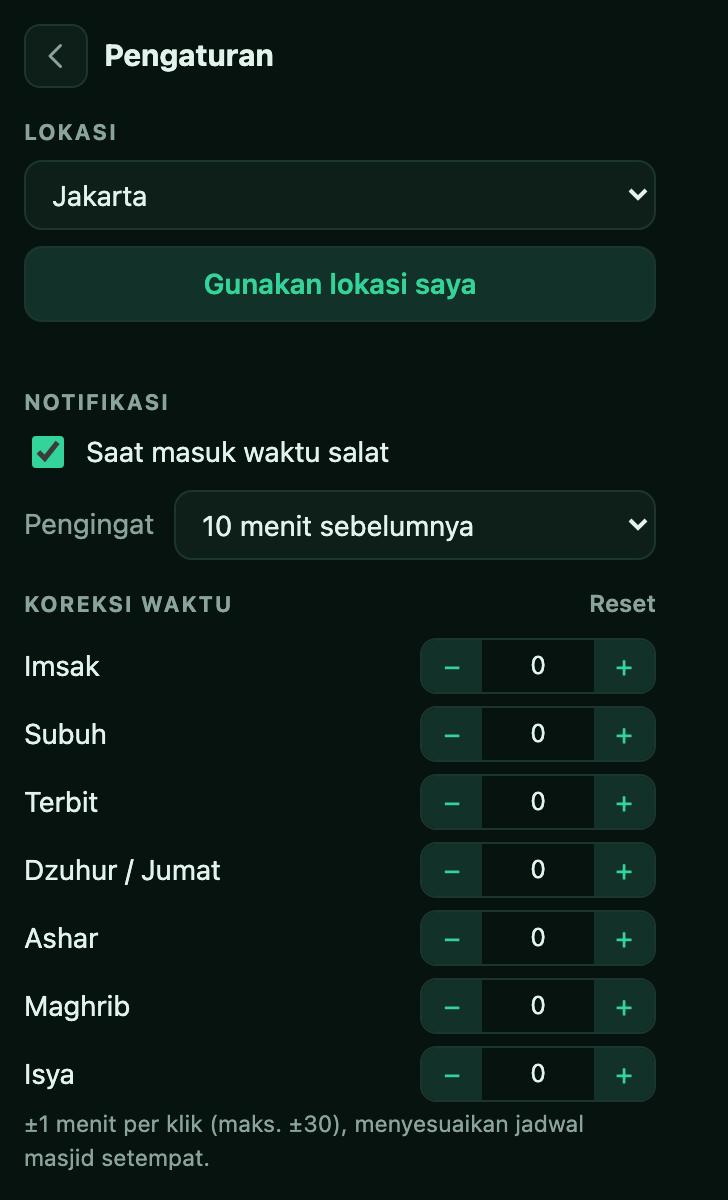 Pengaturan
LOKASI
Jakarta
Gunakan lokasi saya
NOTIFIKASI
Saat masuk waktu salat
Pengingat 10 menit sebelumnya
KOREKSI WAKTU Reset
Imsak − 0 +
Subuh − 0 +
Terbit − 0 +
Dzuhur / Jumat − 0 +
Ashar − 0 +
Maghrib − 0 +
Isya − 0 +
±1 menit per klik (maks. ±30), menyesuaikan jadwal
masjid setempat.